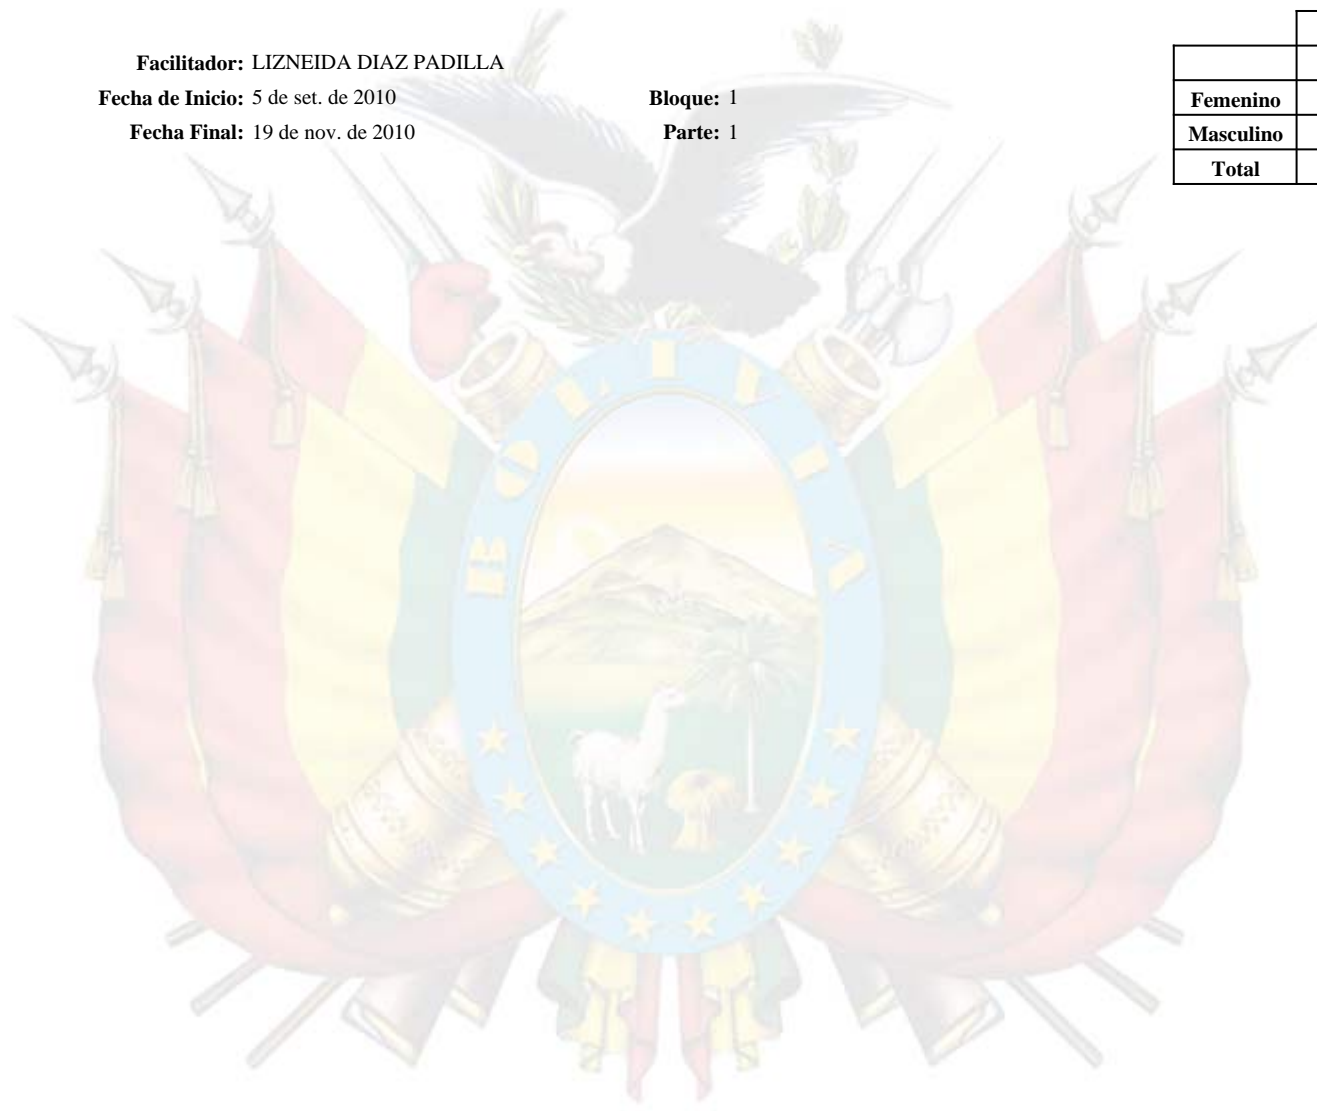 Facilitador: LIZNEIDA DIAZ PADILLA
Fecha de Inicio: 5 de set. de 2010 Bloque: 1
Fecha Final: 19 de nov. de 2010 Parte: 1
Femenino
Masculino
Total
BOLIVIA